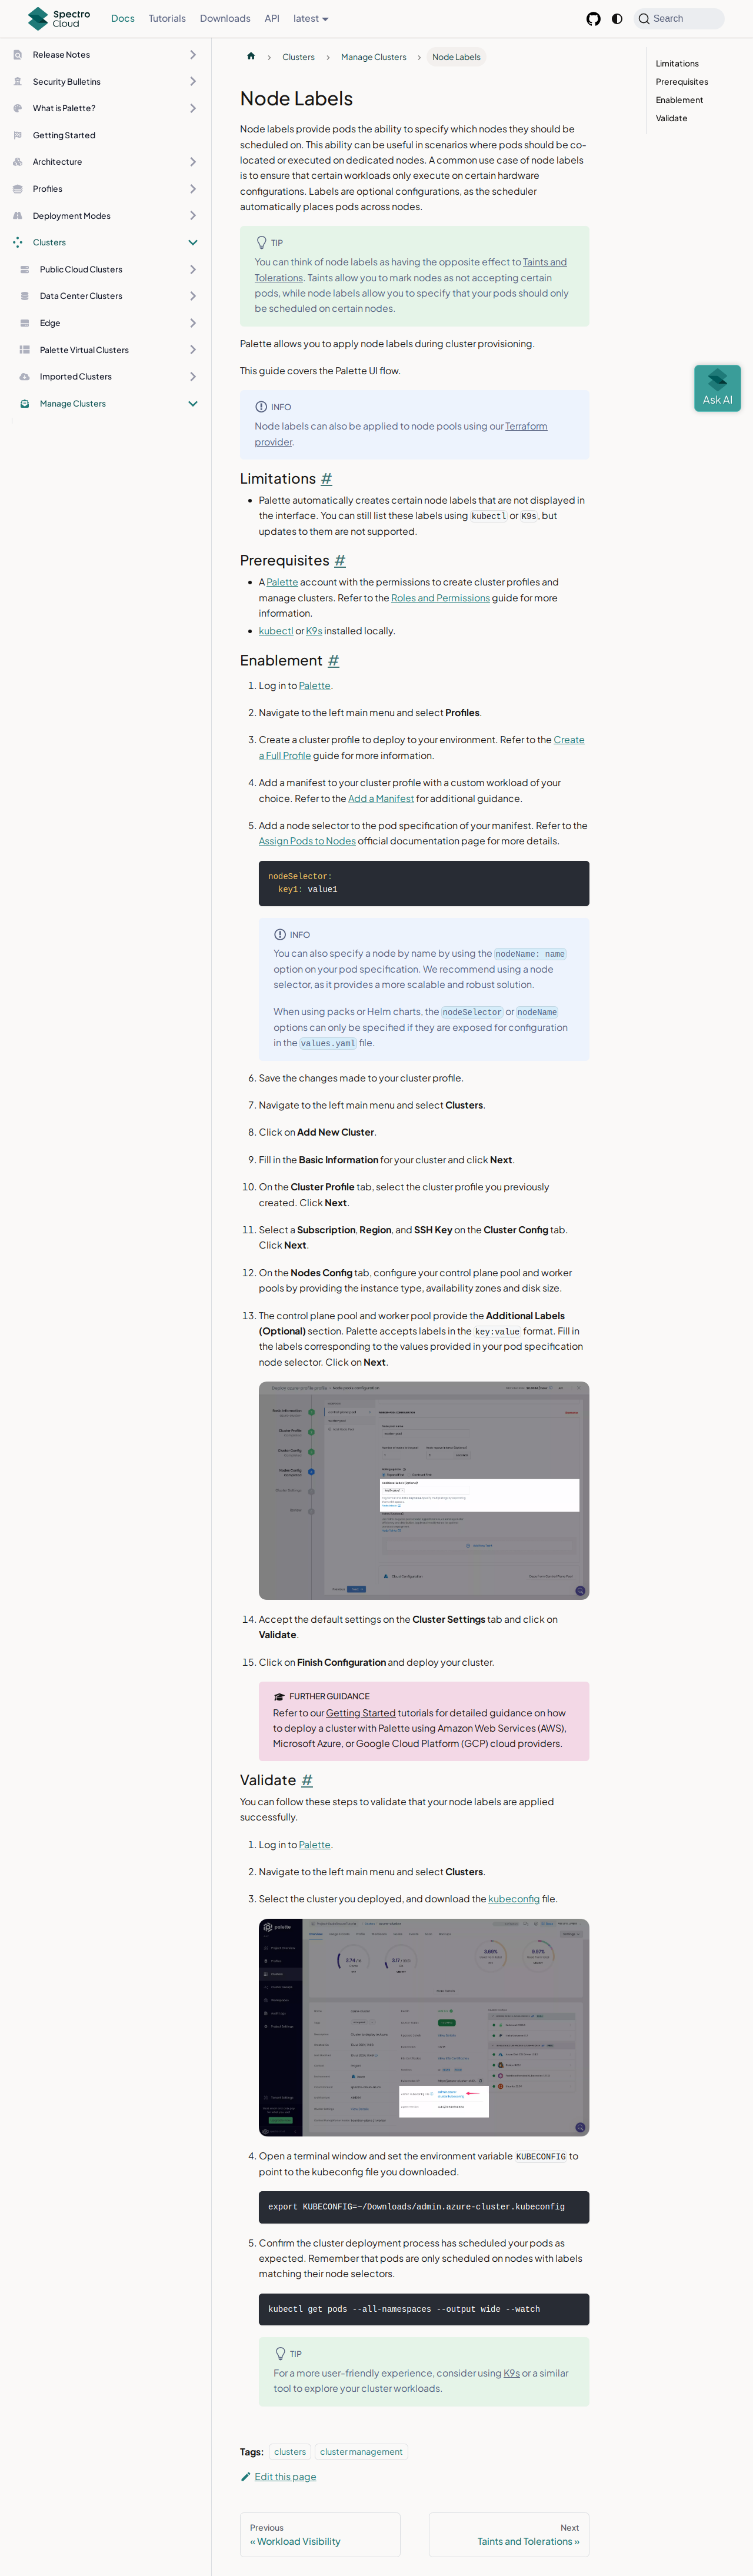 Spectro Cloud
Docs
Tutorials
Downloads
API
latest
Search
Release Notes
Security Bulletins
What is Palette?
Getting Started
Architecture
Profiles
Deployment Modes
Clusters
Public Cloud Clusters
Data Center Clusters
Edge
Palette Virtual Clusters
Imported Clusters
Manage Clusters
Clusters
Manage Clusters
Node Labels
Limitations
Prerequisites
Enablement
Validate
Ask AI
Node Labels
Node labels provide pods the ability to specify which nodes they should be
scheduled on. This ability can be useful in scenarios where pods should be co-
located or executed on dedicated nodes. A common use case of node labels
is to ensure that certain workloads only execute on certain hardware
configurations. Labels are optional configurations, as the scheduler
automatically places pods across nodes.
TIP
You can think of node labels as having the opposite effect to Taints and
Tolerations. Taints allow you to mark nodes as not accepting certain
pods, while node labels allow you to specify that your pods should only
be scheduled on certain nodes.
Palette allows you to apply node labels during cluster provisioning.
This guide covers the Palette UI flow.
INFO
Node labels can also be applied to node pools using our Terraform
provider.
Limitations #
• Palette automatically creates certain node labels that are not displayed in
the interface. You can still list these labels using kubectl or K9s, but
updates to them are not supported.
Prerequisites #
• A Palette account with the permissions to create cluster profiles and
manage clusters. Refer to the Roles and Permissions guide for more
information.
• kubectl or K9s installed locally.
Enablement #
1. Log in to Palette.
2. Navigate to the left main menu and select Profiles.
3. Create a cluster profile to deploy to your environment. Refer to the Create
a Full Profile guide for more information.
4. Add a manifest to your cluster profile with a custom workload of your
choice. Refer to the Add a Manifest for additional guidance.
5. Add a node selector to the pod specification of your manifest. Refer to the
Assign Pods to Nodes official documentation page for more details.
nodeSelector:
key1: value1
INFO
You can also specify a node by name by using the nodeName: name
option on your pod specification. We recommend using a node
selector, as it provides a more scalable and robust solution.
When using packs or Helm charts, the nodeSelector or nodeName
options can only be specified if they are exposed for configuration
in the values.yaml file.
6. Save the changes made to your cluster profile.
7. Navigate to the left main menu and select Clusters.
8. Click on Add New Cluster.
9. Fill in the Basic Information for your cluster and click Next.
10. On the Cluster Profile tab, select the cluster profile you previously
created. Click Next.
11. Select a Subscription, Region, and SSH Key on the Cluster Config tab.
Click Next.
12. On the Nodes Config tab, configure your control plane pool and worker
pools by providing the instance type, availability zones and disk size.
13. The control plane pool and worker pool provide the Additional Labels
(Optional) section. Palette accepts labels in the key:value format. Fill in
the labels corresponding to the values provided in your pod specification
node selector. Click on Next.
14. Accept the default settings on the Cluster Settings tab and click on
Validate.
15. Click on Finish Configuration and deploy your cluster.
FURTHER GUIDANCE
Refer to our Getting Started tutorials for detailed guidance on how
to deploy a cluster with Palette using Amazon Web Services (AWS),
Microsoft Azure, or Google Cloud Platform (GCP) cloud providers.
Validate #
You can follow these steps to validate that your node labels are applied
successfully.
1. Log in to Palette.
2. Navigate to the left main menu and select Clusters.
3. Select the cluster you deployed, and download the kubeconfig file.
4. Open a terminal window and set the environment variable KUBECONFIG to
point to the kubeconfig file you downloaded.
export KUBECONFIG=~/Downloads/admin.azure-cluster.kubeconfig
5. Confirm the cluster deployment process has scheduled your pods as
expected. Remember that pods are only scheduled on nodes with labels
matching their node selectors.
kubectl get pods --all-namespaces --output wide --watch
TIP
For a more user-friendly experience, consider using K9s or a similar
tool to explore your cluster workloads.
Tags: clusters cluster management
Edit this page
Previous
« Workload Visibility
Next
Taints and Tolerations »